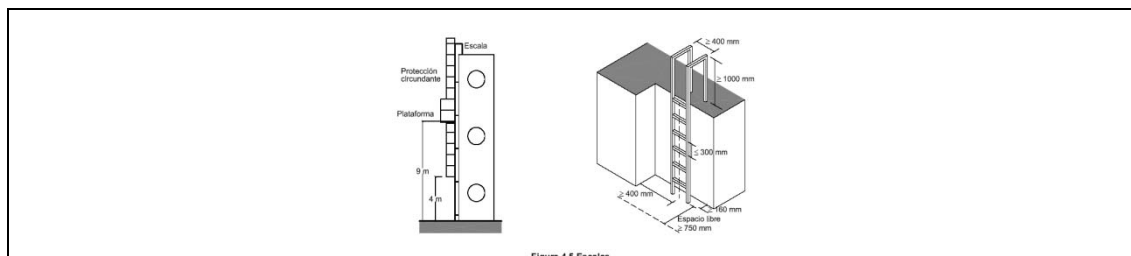 Escala
Protección
circundante
Plataforma
9 m
4 m
≥ 400 mm
≥ 1000 mm
≤ 300 mm
≥ 400 mm
≥ 160 mm
Espacio libre
≥ 750 mm
Figura 4.5 Escalas